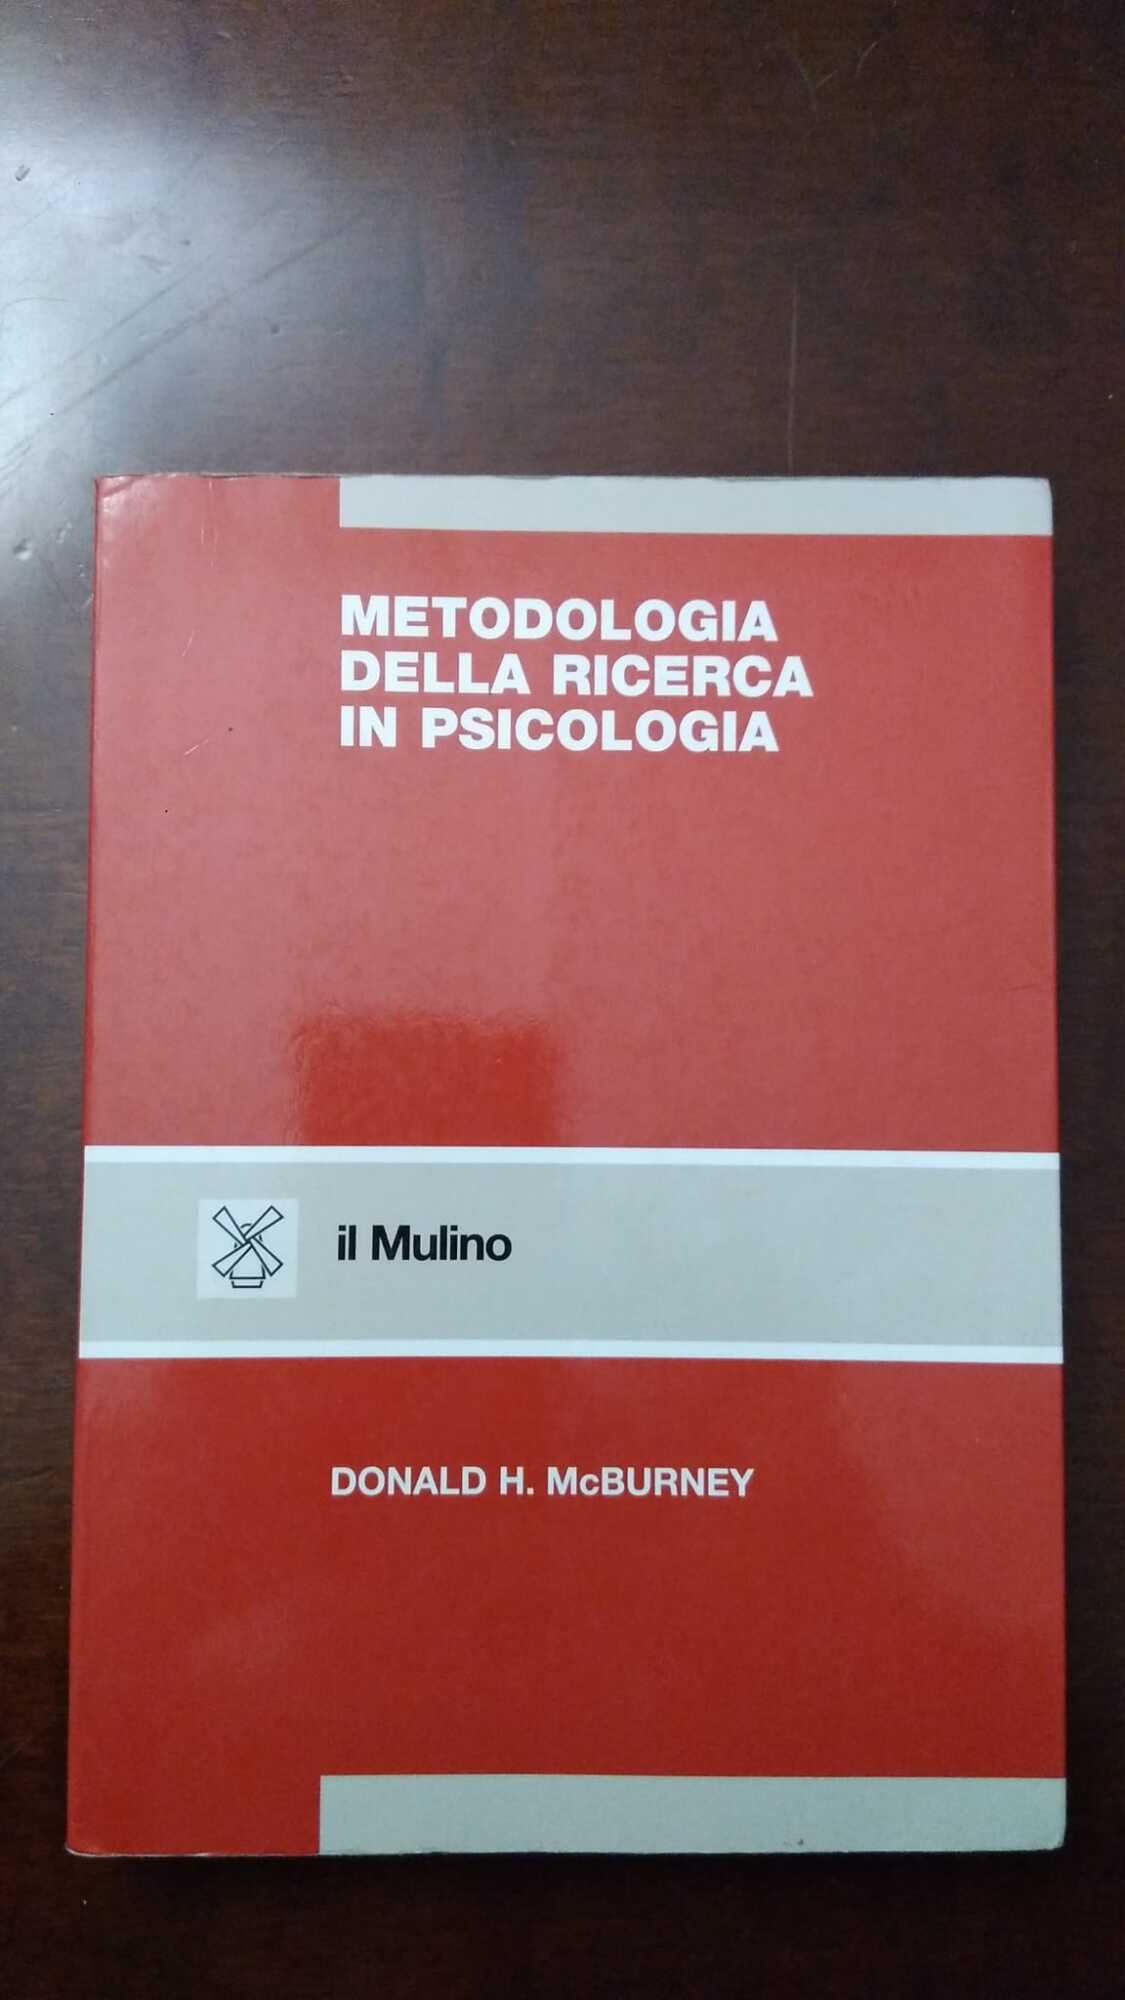 METODOLOGIA
DELLA RICERCA
IN PSICOLOGIA
il Mulino
DONALD H. McBURNEY